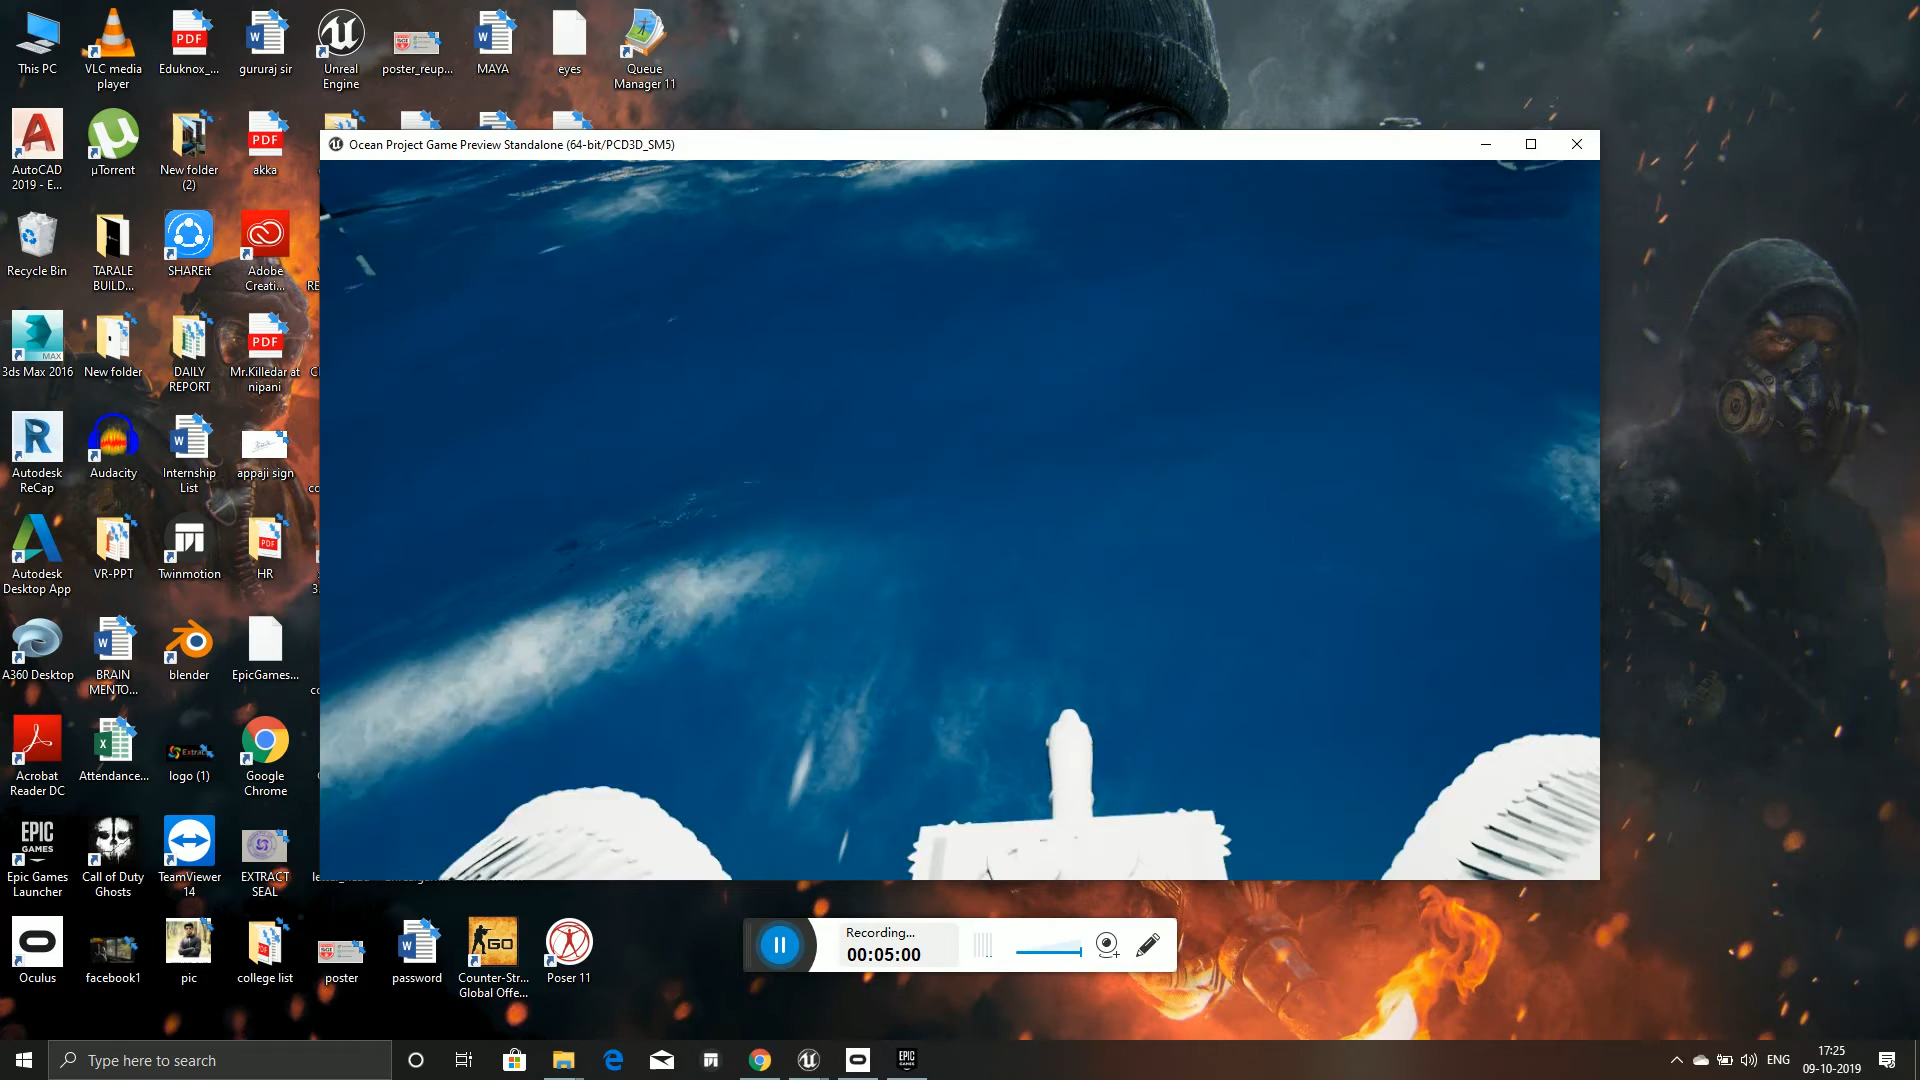 This PC
VLC media
player
Eduknox_...
gururaj sir
Unreal
Engine
poster_reup...
MAYA
eyes
Queue
Manager 11
AutoCAD
2019 - E...
µTorrent
New folder
(2)
akka
Ocean Project Game Preview Standalone (64-bit/PCD3D_SM5)
Recycle Bin
TARALE
BUILD...
SHAREit
Adobe
Creati...
3ds Max 2016
New folder
DAILY
REPORT
Mr.Killedar at
nipani
Autodesk
ReCap
Audacity
Internship
List
appaji sign
Autodesk
Desktop App
VR-PPT
Twinmotion
HR
A360 Desktop
BRAIN
MENTO...
blender
EpicGames...
Acrobat
Reader DC
Attendance...
logo (1)
Google
Chrome
Epic Games
Launcher
Call of Duty
Ghosts
TeamViewer
14
EXTRACT
SEAL
Oculus
facebook1
pic
college list
poster
password
Counter-Str...
Global Offe...
Poser 11
Recording...
00:05:00
Type here to search
ENG
17:25
09-10-2019